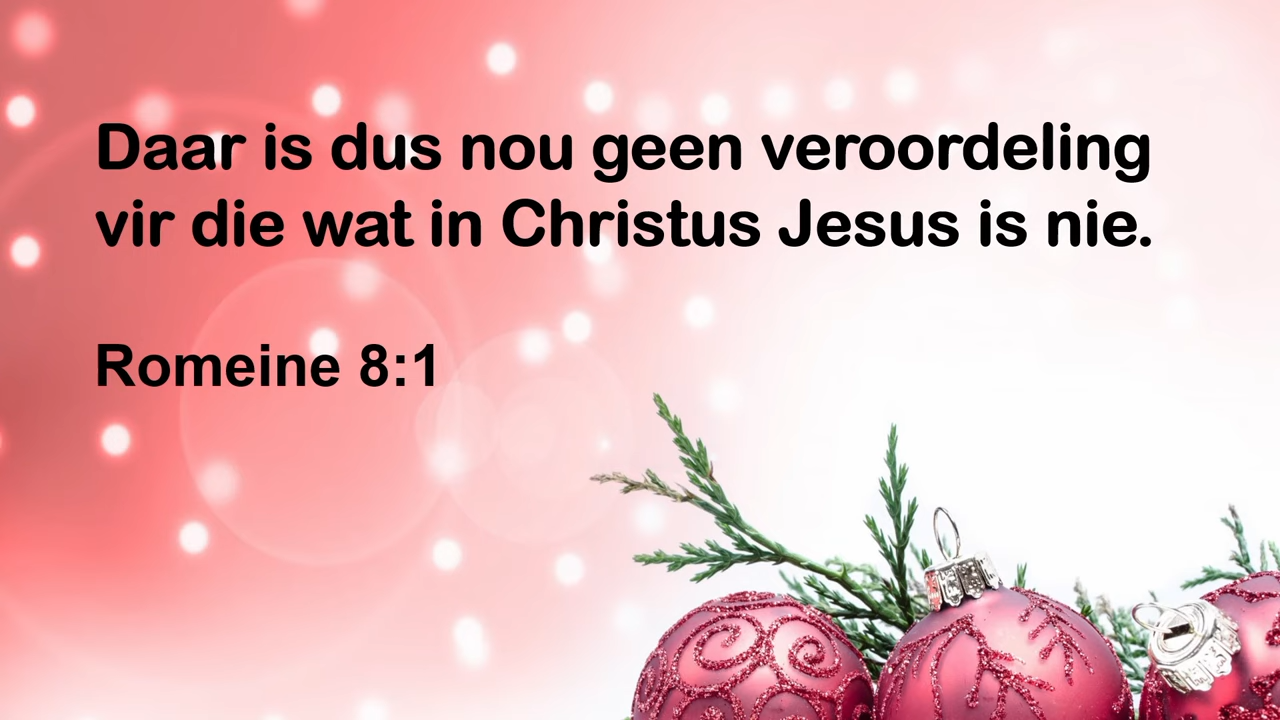 Daar is dus nou geen veroordeling
vir die wat in Christus Jesus is nie.
Romeine 8:1